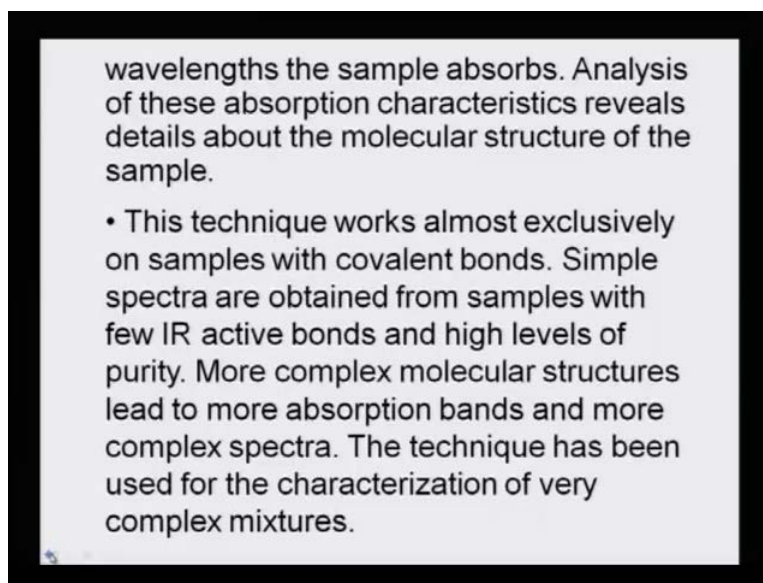 wavelengths the sample absorbs. Analysis
of these absorption characteristics reveals
details about the molecular structure of the
sample.
• This technique works almost exclusively
on samples with covalent bonds. Simple
spectra are obtained from samples with
few IR active bonds and high levels of
purity. More complex molecular structures
lead to more absorption bands and more
complex spectra. The technique has been
used for the characterization of very
complex mixtures.